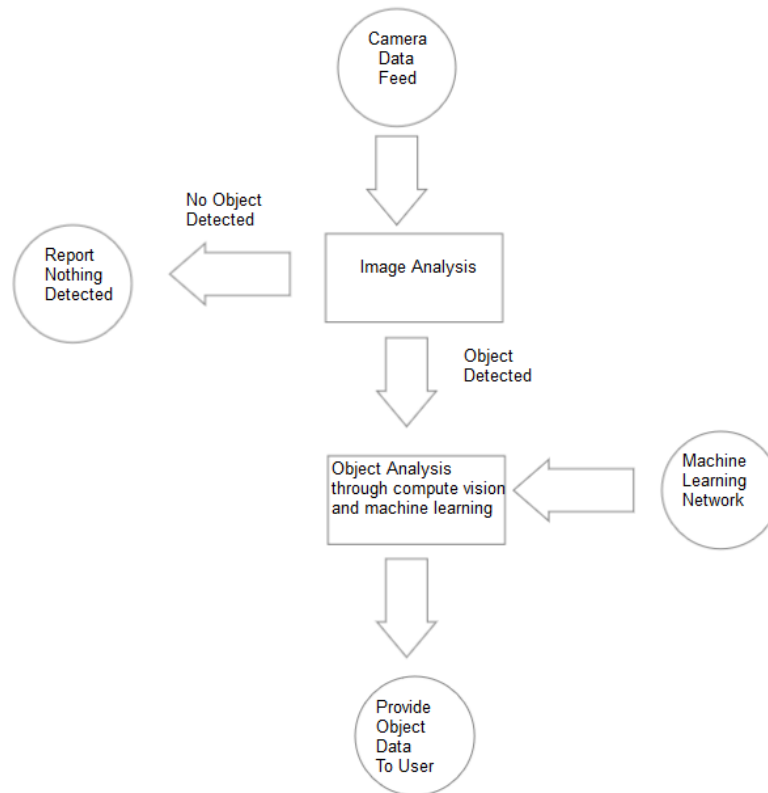 Camera
Data
Feed
No Object
Detected
Report
Nothing
Detected
Image Analysis
Object
Detected
Object Analysis
through compute vision
and machine learning
Machine
Learning
Network
Provide
Object
Data
To User